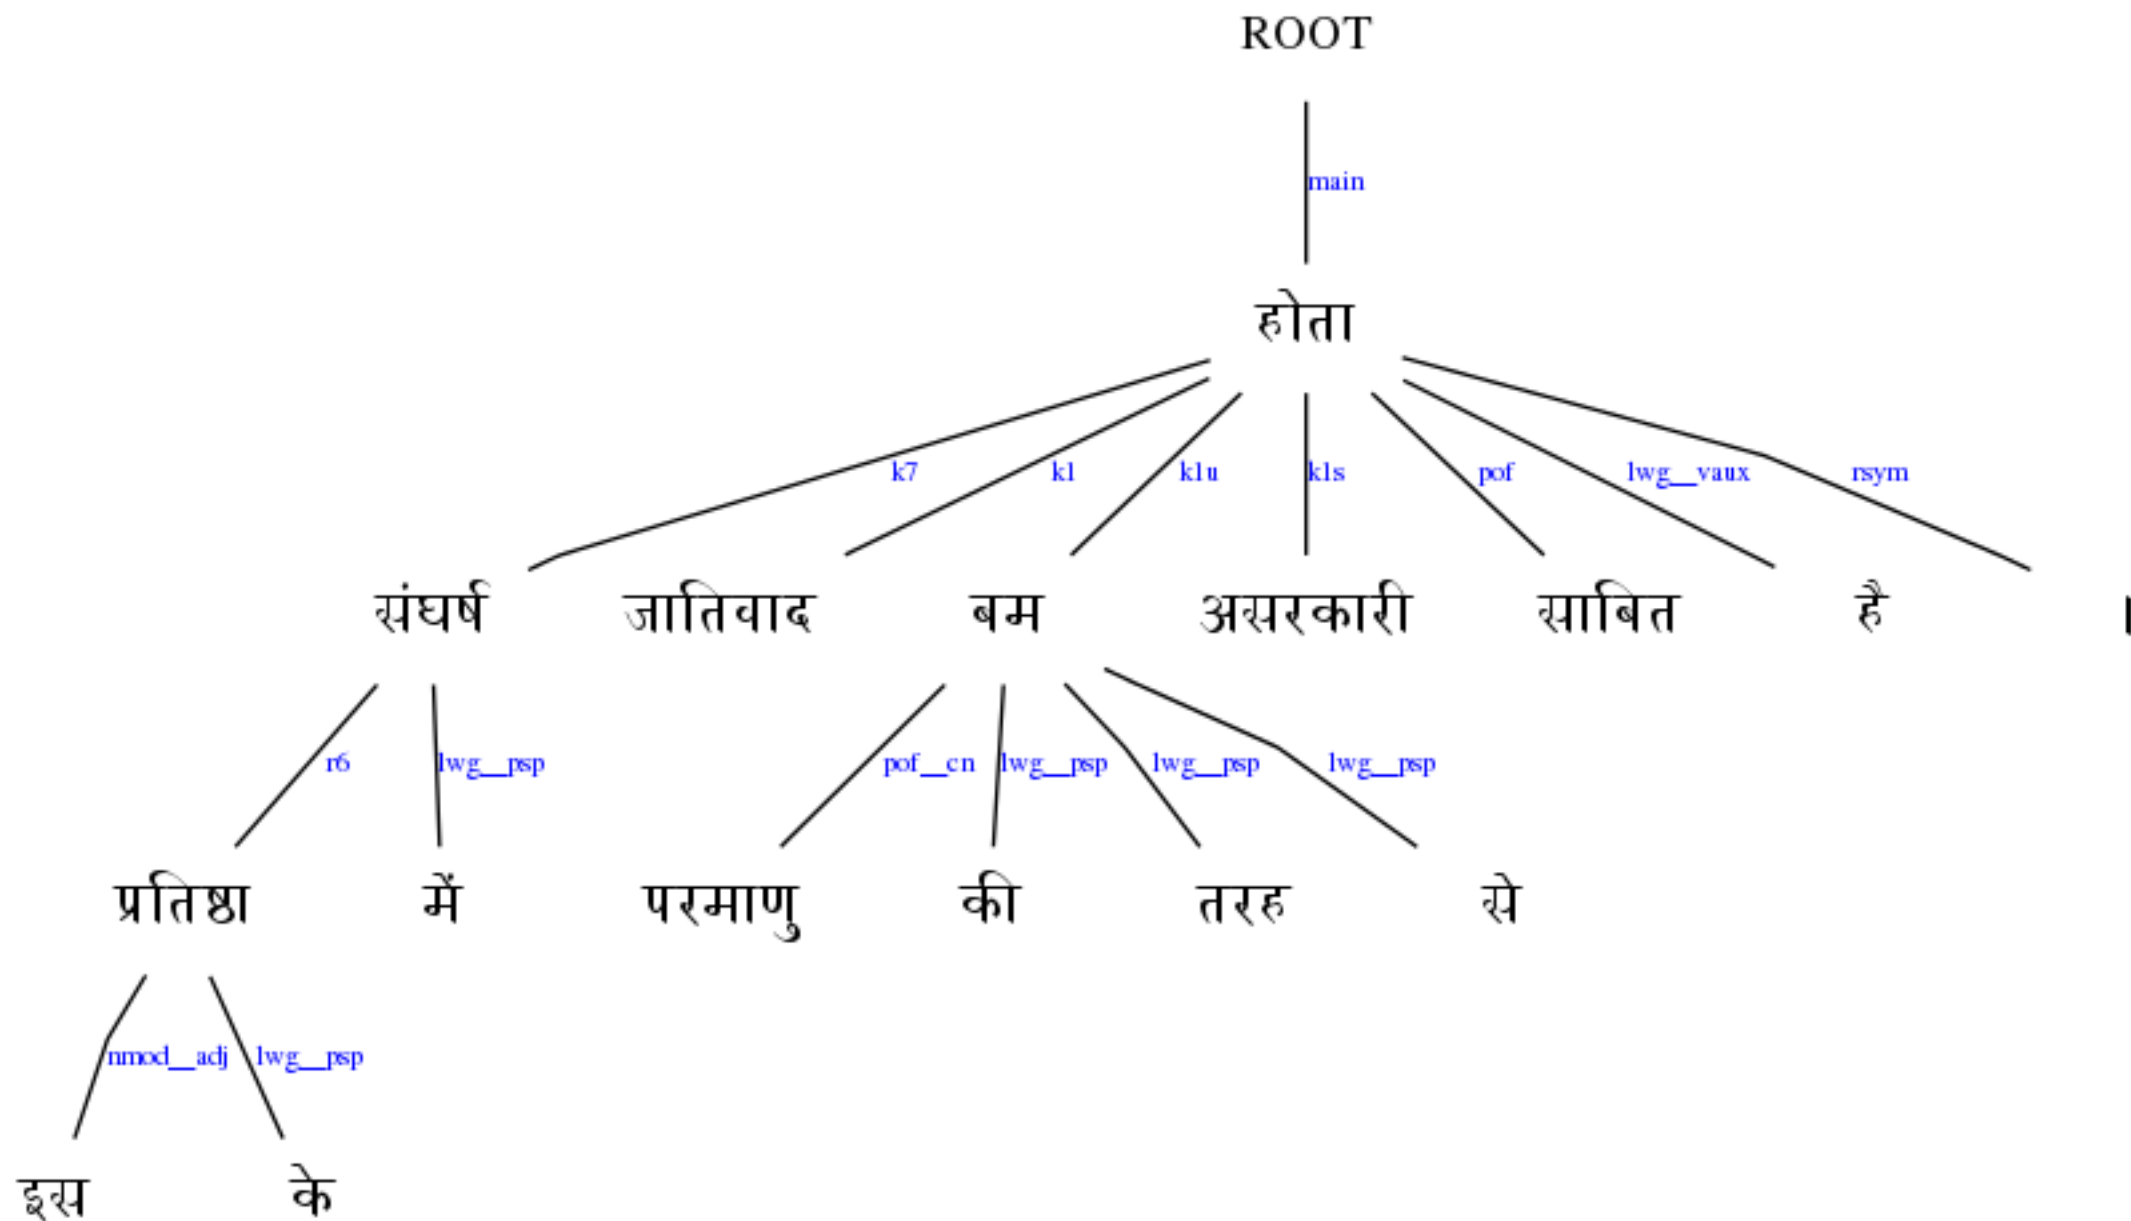 ROOT
main
होता
k7 k1 k1u k1s pof lwg__vaux rsym
संघर्ष जातिवाद बम असरकारी साबित है ।
r6 lwg__psp pof__cn lwg__psp lwg__psp lwg__psp
प्रतिष्ठा में परमाणु की तरह से
nmod__adj lwg__psp
इस के